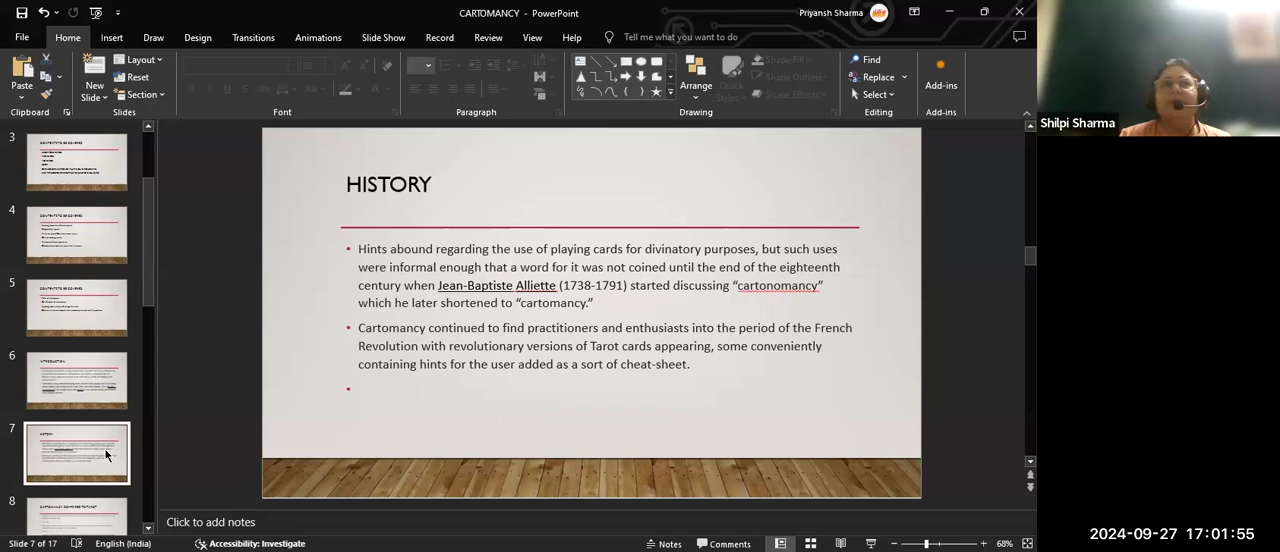 CARTOMANCY - PowerPoint
Priyansh Sharma
File Home Insert Draw Design Transitions Animations Slide Show Record Review View Help Tell me what you want to do
Paste
Clipboard
New Slide
Layout
Reset
Section
Slides
Font
Paragraph
Arrange
Quick Styles
Shape Fill
Shape Outline
Shape Effects
Drawing
Find
Replace
Select
Editing
Add-ins
Add-ins
Shilpi Sharma
3
4
5
6
INTRODUCTION
7
HISTORY
8
HISTORY
• Hints abound regarding the use of playing cards for divinatory purposes, but such uses
were informal enough that a word for it was not coined until the end of the eighteenth
century when Jean-Baptiste Alliette (1738-1791) started discussing “cartonomancy”
which he later shortened to “cartomancy.”
• Cartomancy continued to find practitioners and enthusiasts into the period of the French
Revolution with revolutionary versions of Tarot cards appearing, some conveniently
containing hints for the user added as a sort of cheat-sheet.
•
Click to add notes
Slide 7 of 17 English (India) Accessibility: Investigate Notes Comments 68%
2024-09-27 17:01:55